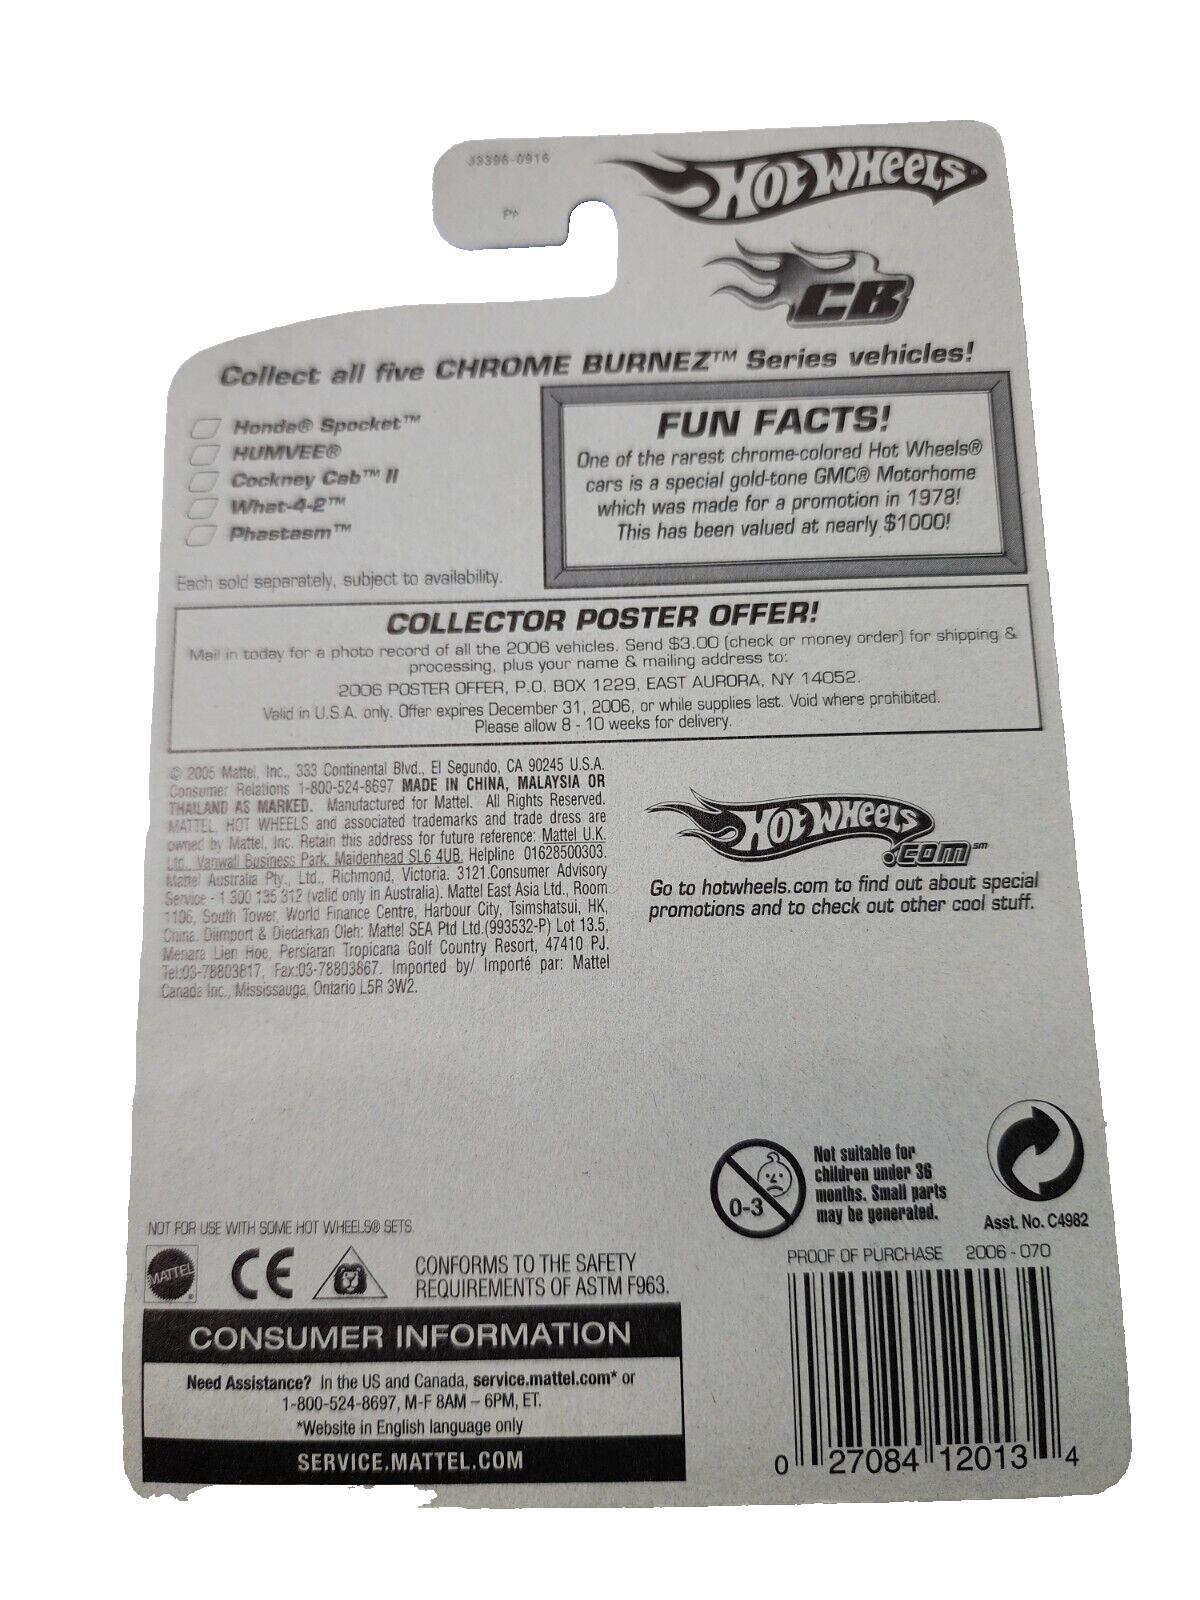 J3396-0916
HOT WHEELS®
CB
Collect all five CHROME BURNEZ™ Series vehicles!
Honda® Spocket™
HUMVEE®
Cockney Cab™ II
What-4-2™
Phastasm™
Each sold separately, subject to availability.
FUN FACTS!
One of the rarest chrome-colored Hot Wheels®
cars is a special gold-tone GMC® Motorhome
which was made for a promotion in 1978!
This has been valued at nearly $1000!
COLLECTOR POSTER OFFER!
Mail in today for a photo record of all the 2006 vehicles. Send $3.00 (check or money order) for shipping &
processing, plus your name & mailing address to:
2006 POSTER OFFER, P.O. BOX 1229, EAST AURORA, NY 14052.
Valid in U.S.A. only. Offer expires December 31, 2006, or while supplies last. Void where prohibited.
Please allow 8 - 10 weeks for delivery.
© 2005 Mattel, Inc., 333 Continental Blvd., El Segundo, CA 90245 U.S.A.
Consumer Relations 1-800-524-8697 MADE IN CHINA, MALAYSIA OR
THAILAND AS MARKED. Manufactured for Mattel. All Rights Reserved.
MATTEL, HOT WHEELS and associated trademarks and trade dress are
owned by Mattel, Inc. Retain this address for future reference: Mattel U.K.
Ltd., Vanwall Business Park, Maidenhead SL6 4UB. Helpline 01628500303.
Mattel Australia Pty., Ltd., Richmond, Victoria. 3121.Consumer Advisory
Service - 1 300 135 312 (valid only in Australia). Mattel East Asia Ltd., Room
1106, South Tower, World Finance Centre, Harbour City, Tsimshatsui, HK,
China. Diimport & Diedarkan Oleh: Mattel SEA Ptd Ltd.(993532-P) Lot 13.5,
Menara Lien Hoe, Persiaran Tropicana Golf Country Resort, 47410 PJ.
Tel:03-78803817, Fax:03-78803867. Imported by/ Importé par: Mattel
Canada Inc., Mississauga, Ontario L5R 3W2.
HOT WHEELS
.COM℠
Go to hotwheels.com to find out about special
promotions and to check out other cool stuff.
0-3
Not suitable for
children under 36
months. Small parts
may be generated.
Asst. No. C4982
NOT FOR USE WITH SOME HOT WHEELS® SETS.
MATTEL®
CE
CONFORMS TO THE SAFETY
REQUIREMENTS OF ASTM F963.
PROOF OF PURCHASE 2006 - 070
CONSUMER INFORMATION
Need Assistance? In the US and Canada, service.mattel.com* or
1-800-524-8697, M-F 8AM – 6PM, ET.
*Website in English language only
SERVICE.MATTEL.COM
0 27084 12013 4